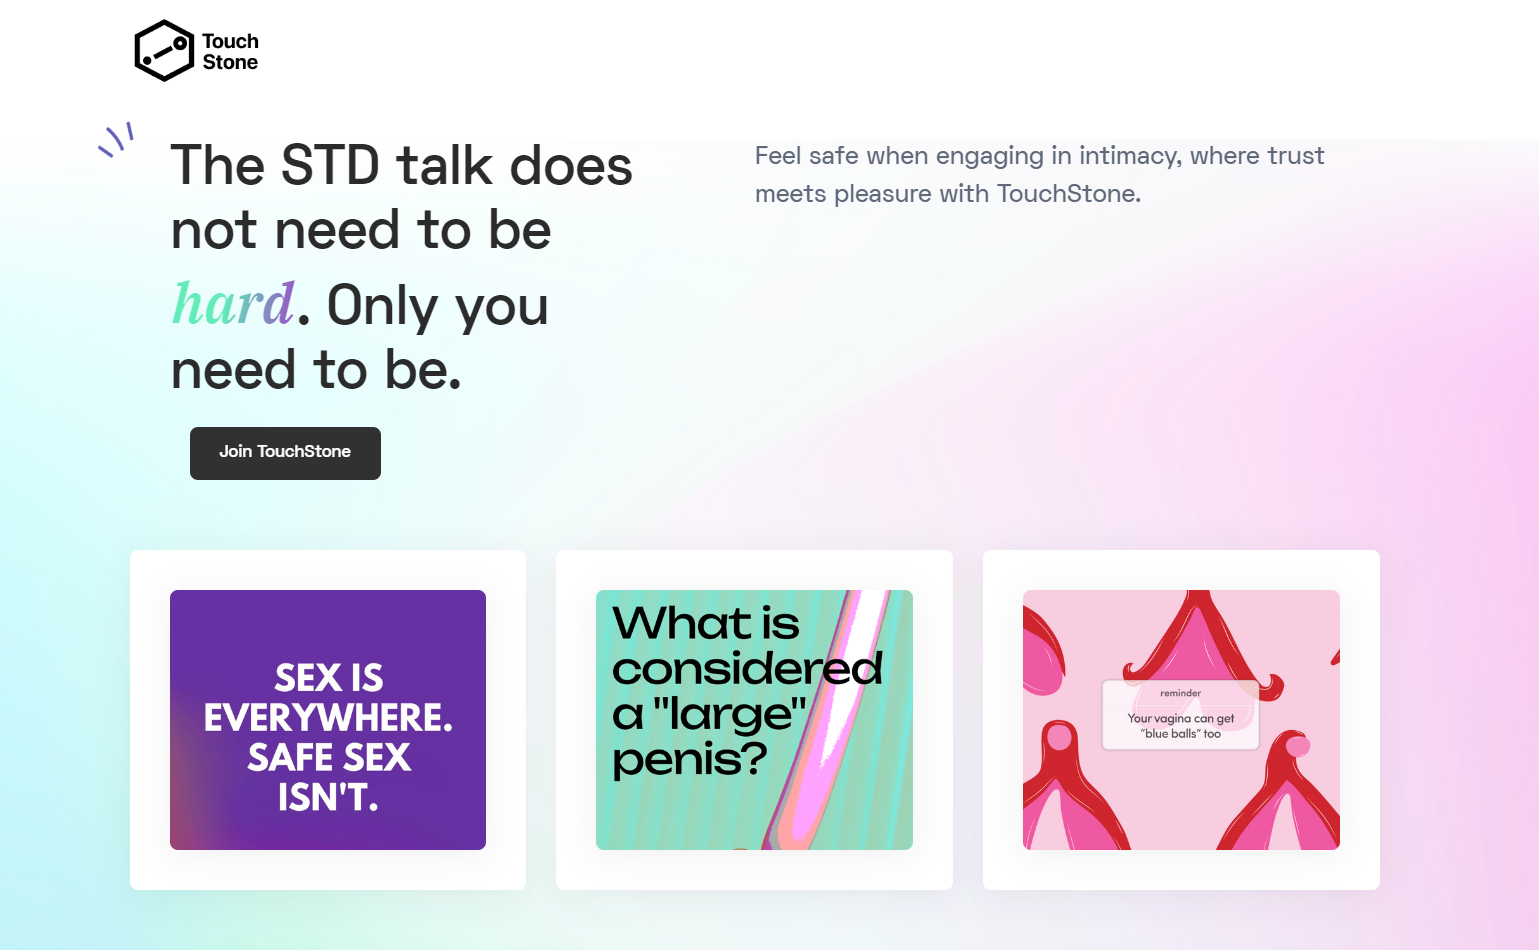 Touch
Stone
The STD talk does
not need to be
hard. Only you
need to be.
Feel safe when engaging in intimacy, where trust
meets pleasure with TouchStone.
Join TouchStone
SEX IS
EVERYWHERE.
SAFE SEX
ISN'T.
What is
considered
a "large"
penis?
reminder
Your vagina can get
"blue balls" too